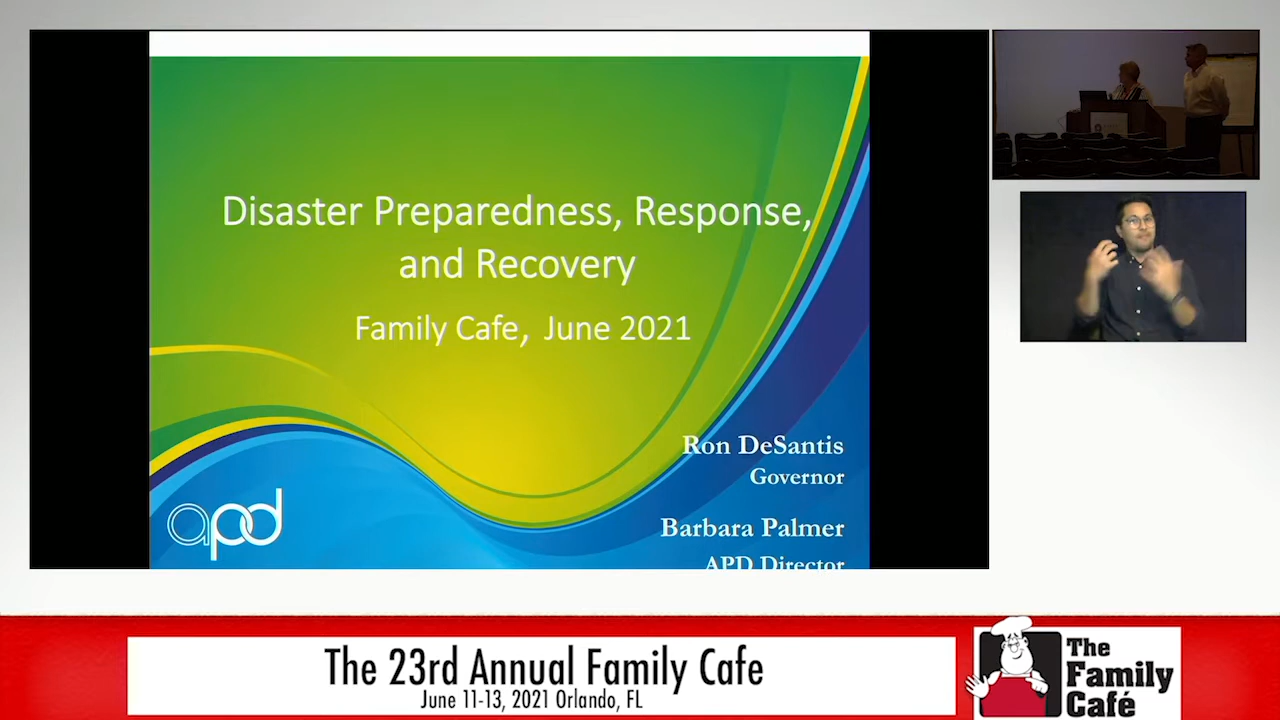 Disaster Preparedness, Response,
and Recovery
Family Cafe, June 2021
Ron DeSantis
Governor
Barbara Palmer
APD Director
apd
The 23rd Annual Family Cafe
June 11-13, 2021 Orlando, FL
The
Family
Café